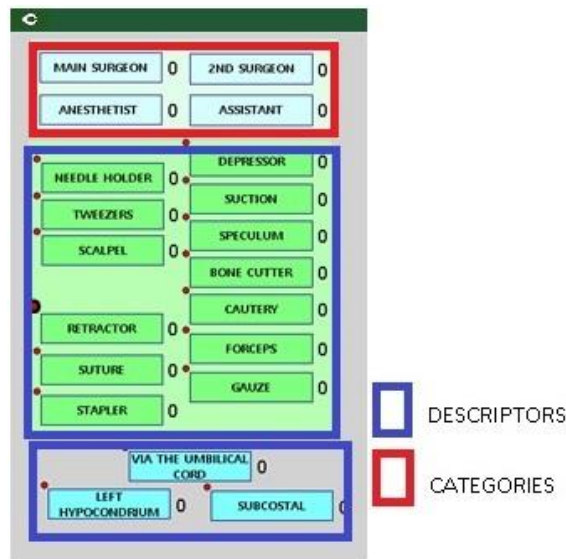 MAIN SURGEON 0 2ND SURGEON 0
ANESTHETIST 0 ASSISTANT 0
DEPRESSOR 0
NEEDLE HOLDER 0
SUCTION 0
TWEEZERS 0
SPECULUM 0
SCALPEL 0
BONE CUTTER 0
CAUTERY 0
RETRACTOR 0
FORCEPS 0
SUTURE 0
GAUZE 0
STAPLER 0
DESCRIPTORS
VIA THE UMBILICAL
CORD 0
LEFT
HYPOCONDRIUM 0
SUBCOSTAL 0
CATEGORIES